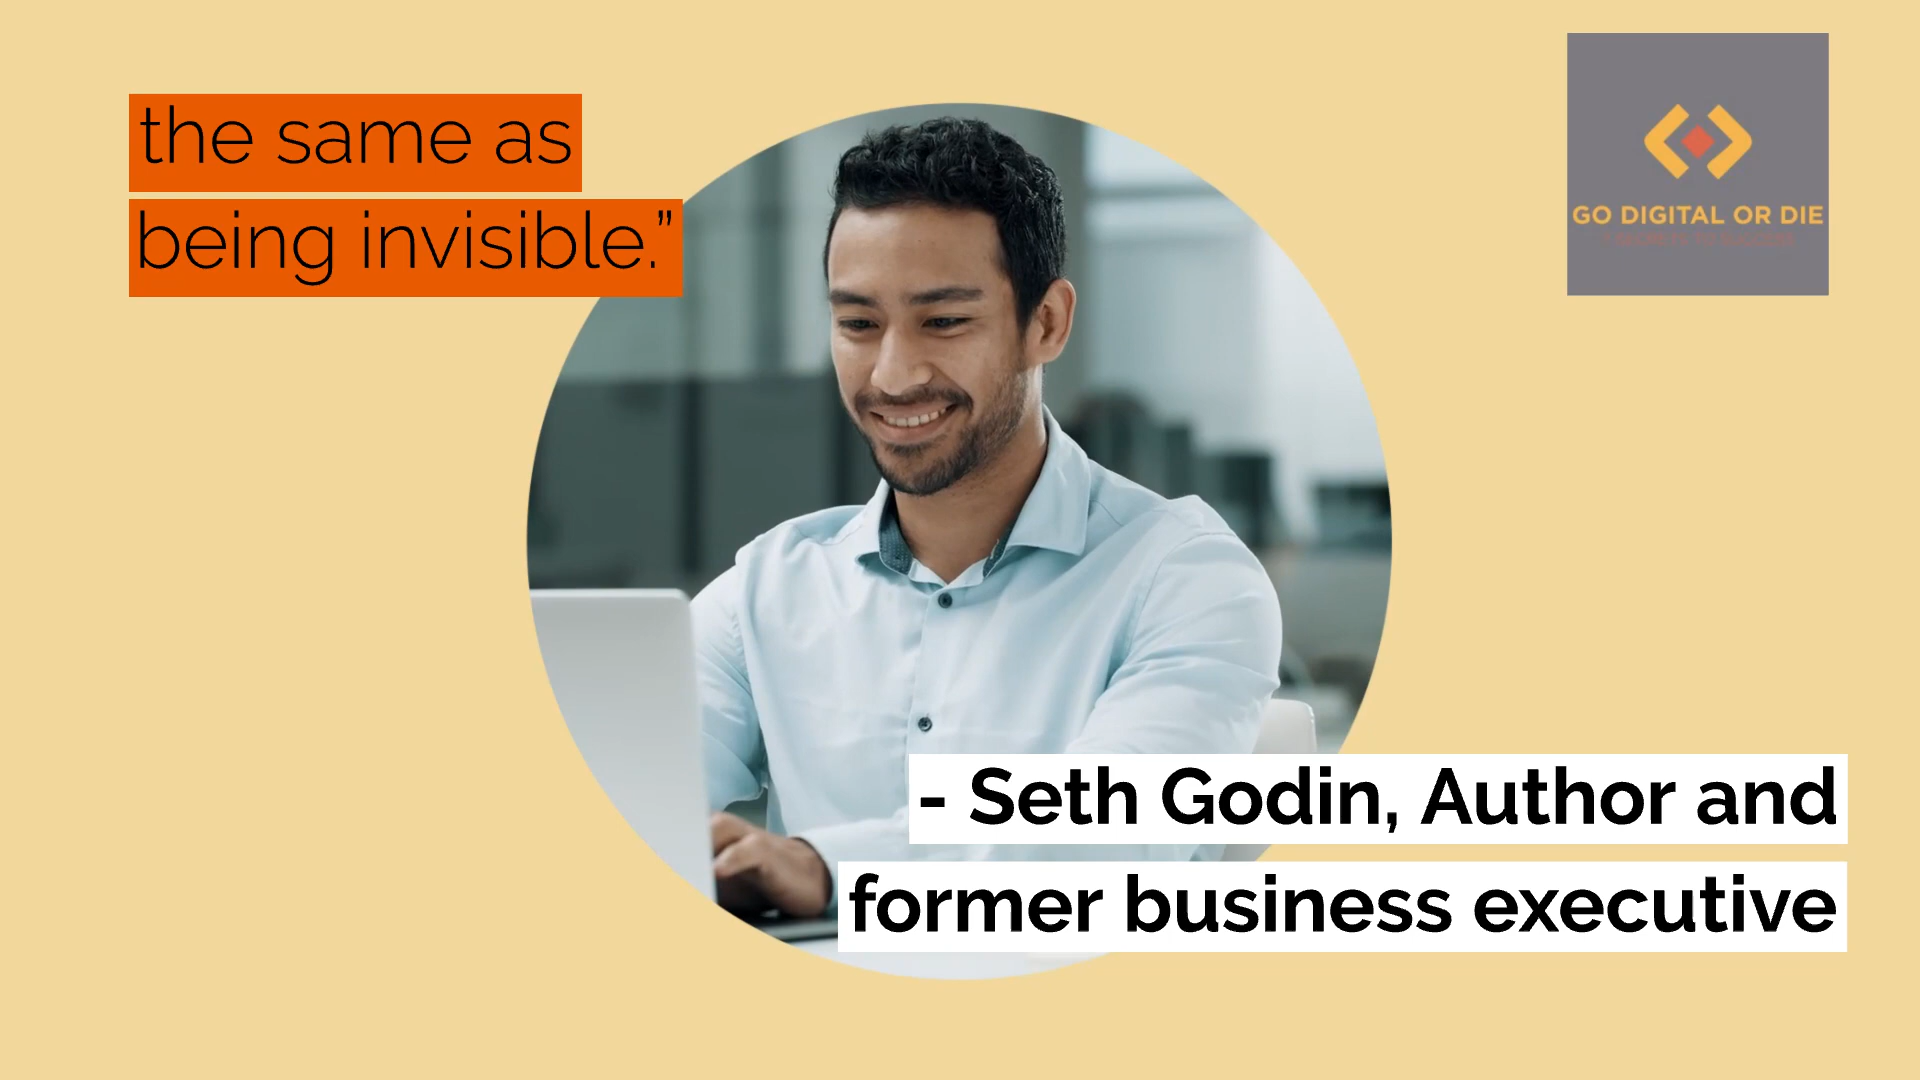 the same as
being invisible.”
GO DIGITAL OR DIE
- Seth Godin, Author and
former business executive